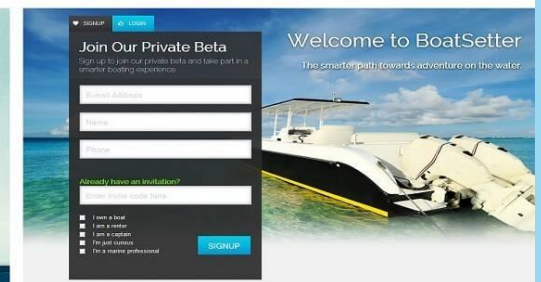 SIGNUP
LOGIN
Join Our Private Beta
Sign up to join our private beta and take part in a
smarter boating experience
Welcome to BoatSetter
The smarter path towards adventure on the water.
E-mail Address
Name
Phone
Already have an invitation?
Enter invite code here
I own a boat
I am a renter
I am a captain
I'm just curious
I'm a marine professional
SIGNUP